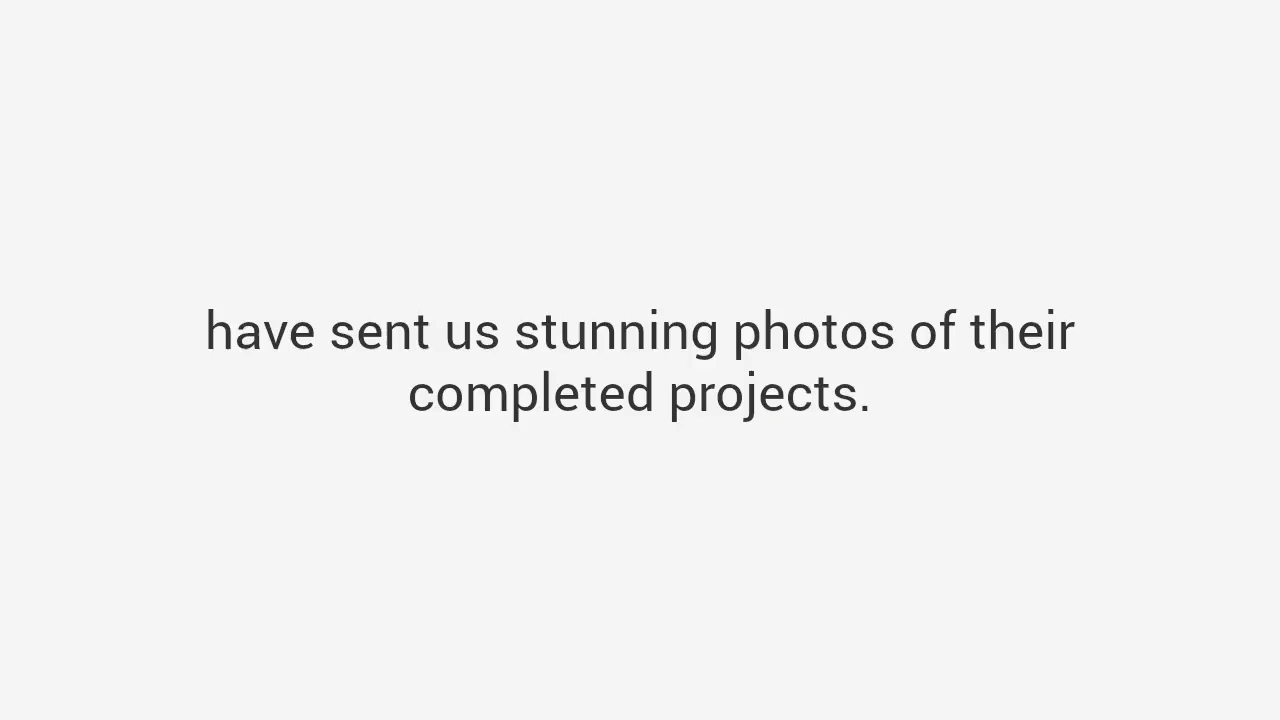 have sent us stunning photos of their
completed projects.